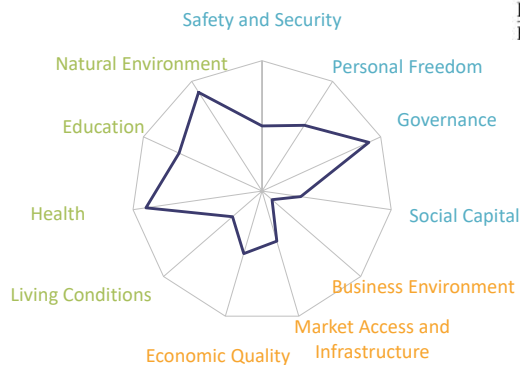 Safety and Security
Natural Environment
Personal Freedom
Governance
Education
Health
Social Capital
Living Conditions
Business Environment
Market Access and
Infrastructure
Economic Quality